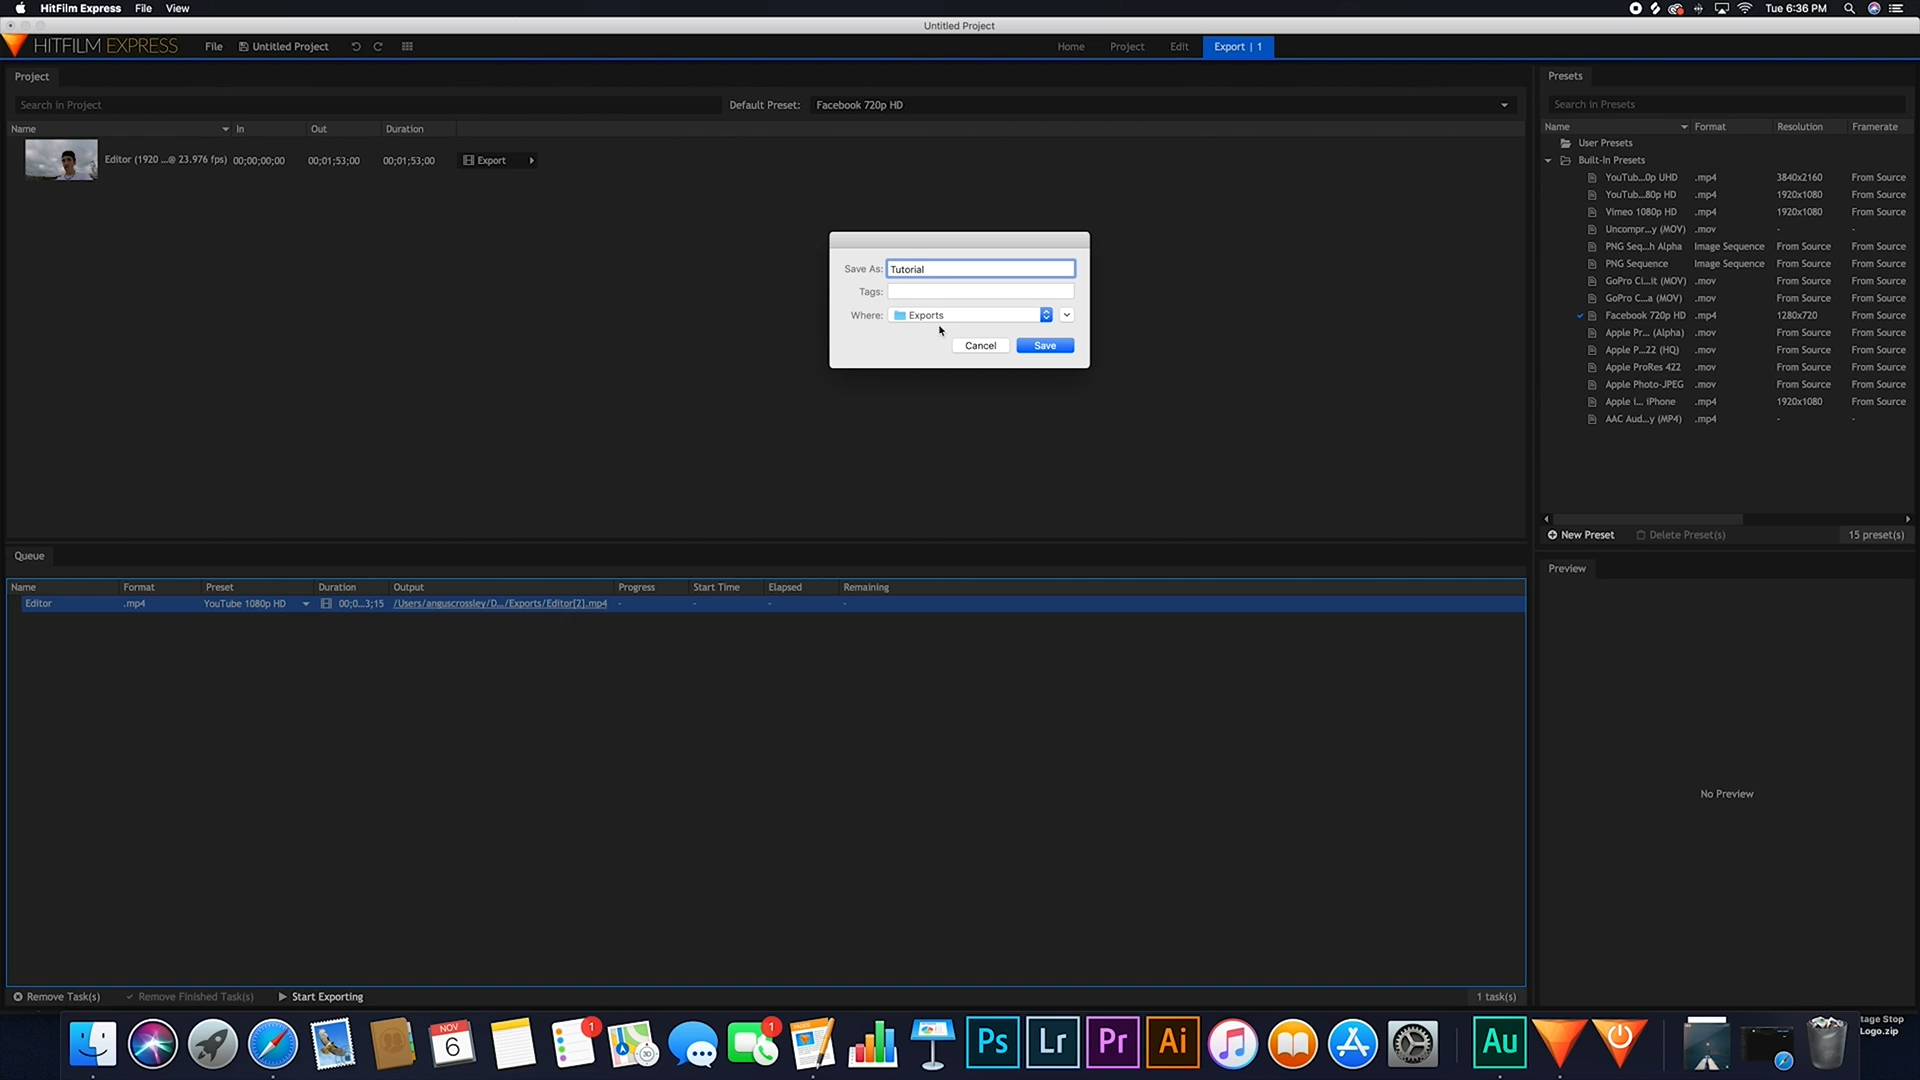 HitFilm Express File View Tue 6:36 PM
Untitled Project
HITFILM EXPRESS File Untitled Project Home Project Edit Export | 1
Project
Search in Project Default Preset: Facebook 720p HD
Name In Out Duration
Editor (1920 ...@ 23.976 fps) 00;00;00;00 00;01;53;00 00;01;53;00 Export
Save As: Tutorial
Tags:
Where: Exports
Cancel Save
Presets
Search in Presets
Name Format Resolution Framerate
User Presets
Built-In Presets
YouTub...0p UHD .mp4 3840x2160 From Source
YouTub...80p HD .mp4 1920x1080 From Source
Vimeo 1080p HD .mp4 1920x1080 From Source
Uncompr...y (MOV) .mov - -
PNG Seq...h Alpha Image Sequence From Source From Source
PNG Sequence Image Sequence From Source From Source
GoPro Ci...it (MOV) .mov From Source From Source
GoPro C...a (MOV) .mov From Source From Source
Facebook 720p HD .mp4 1280x720 From Source
Apple Pr... (Alpha) .mov From Source From Source
Apple P...22 (HQ) .mov From Source From Source
Apple ProRes 422 .mov From Source From Source
Apple Photo-JPEG .mov From Source From Source
Apple i... iPhone .mp4 1920x1080 From Source
AAC Aud...y (MP4) .mp4 - -
New Preset Delete Preset(s) 15 preset(s)
Preview
No Preview
Queue
Name Format Preset Duration Output Progress Start Time Elapsed Remaining
Editor .mp4 YouTube 1080p HD 00;0...3;15 /Users/anguscrossley/D.../Exports/Editor[2].mp4 - - - -
Remove Task(s) Remove Finished Task(s) Start Exporting 1 task(s)
NOV
6
1
3D
1
PAGES
Ps Lr Pr Ai Au
tage Stop
Logo.zip